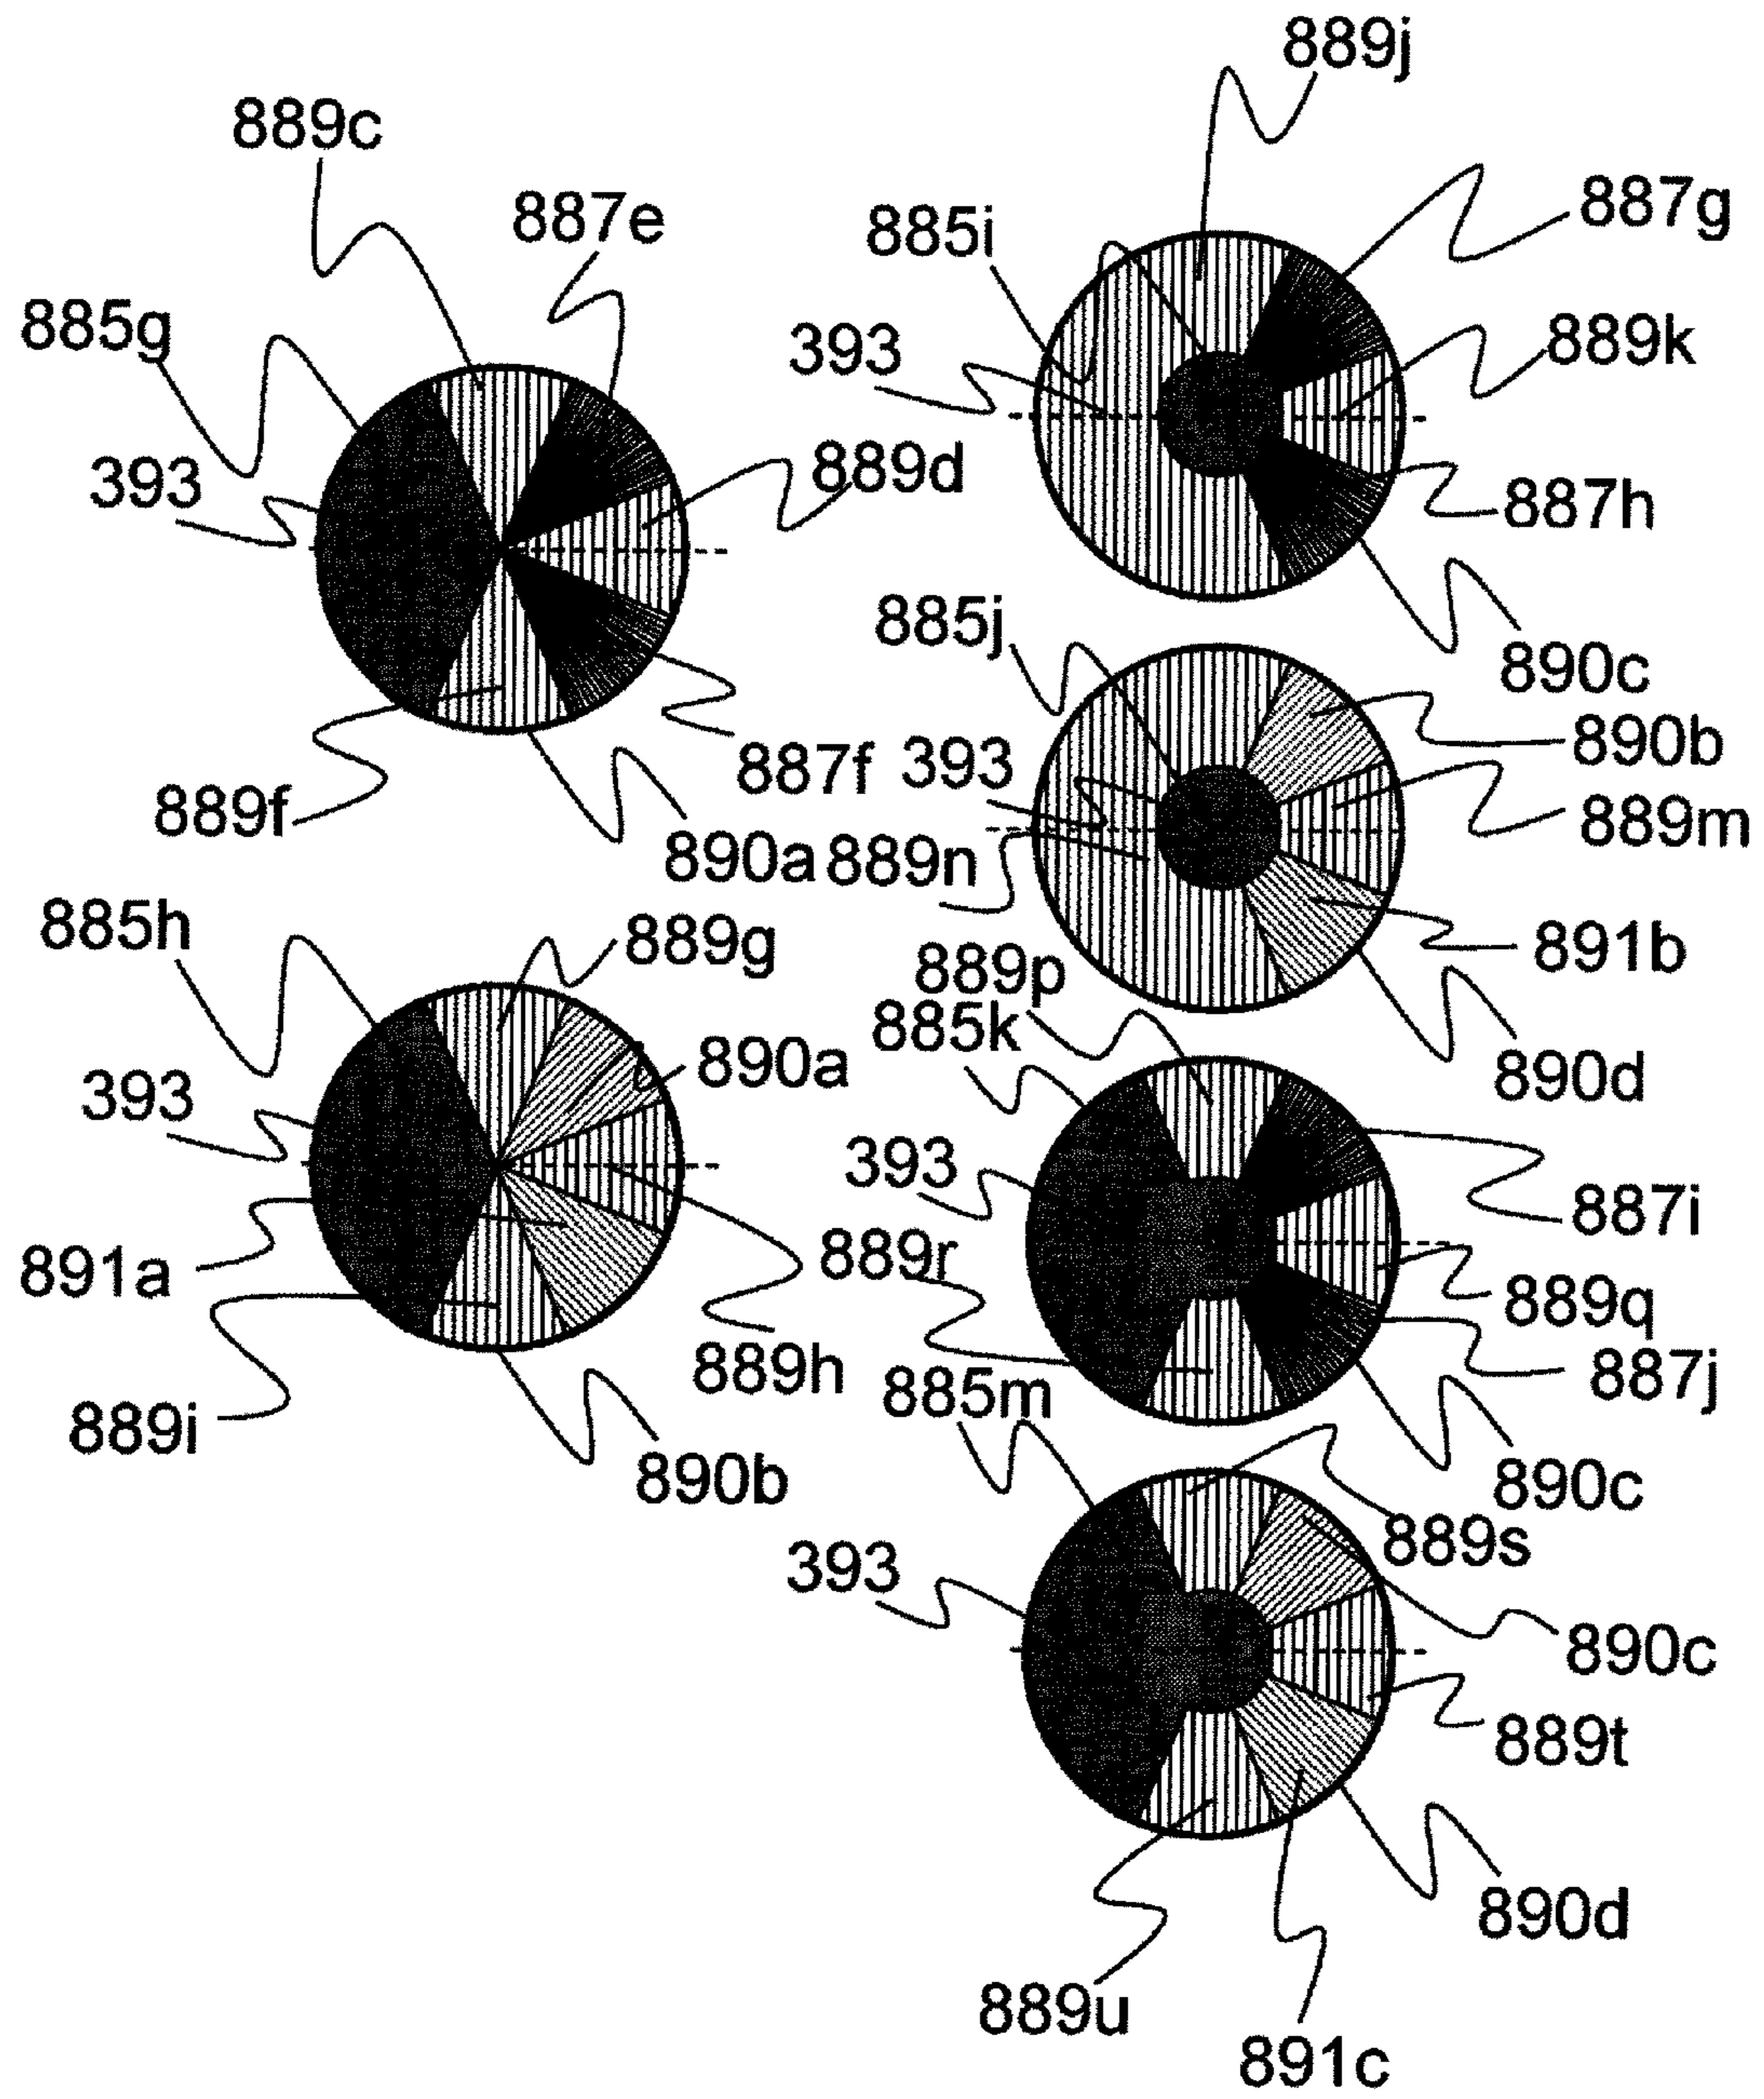 889j
889c
887e
887g
885i
885g
393
889k
889d
393
887h
885j
890c
890b
887f
393
889f
889m
890a
889n
885h
889g
891b
889p
885k
890a
890d
393
393
887i
889r
891a
889q
889h
887j
885m
889i
890b
890c
889s
393
890c
889t
890d
889u
891c